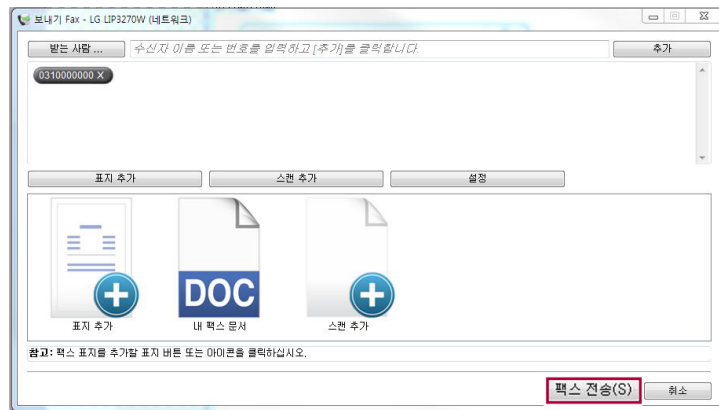 보내기 Fax - LG LIP3270W (네트워크)
받는 사람 ... 수신자 이름 또는 번호를 입력하고 [추가]를 클릭합니다. 추가
0310000000 X
표지 추가 스캔 추가 설정
DOC
표지 추가 내 팩스 문서 스캔 추가
참고: 팩스 표지를 추가할 표지 버튼 또는 아이콘을 클릭하십시오.
팩스 전송(S) 취소